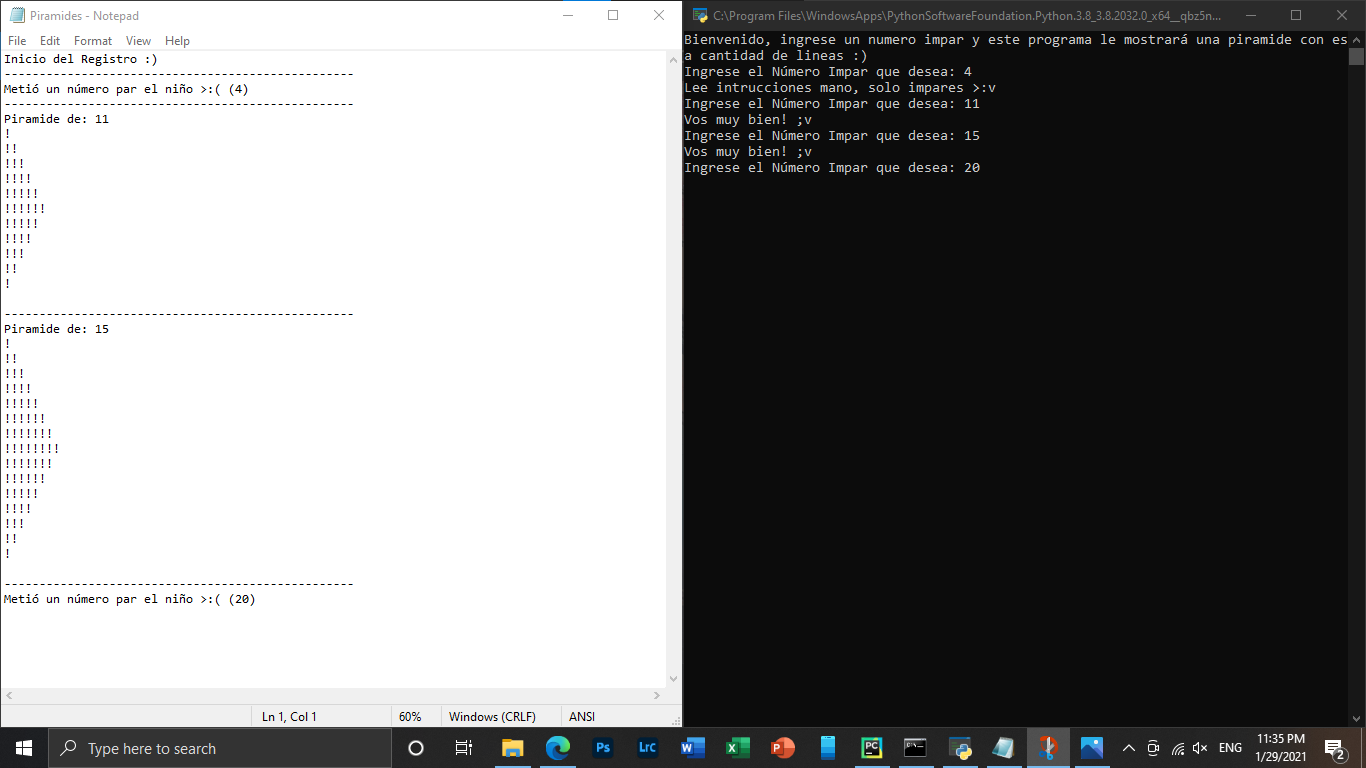 Piramides - Notepad
File Edit Format View Help
Inicio del Registro :)
--------------------------------------------------
Metió un número par el niño >:( (4)
--------------------------------------------------
Piramide de: 11
!
!!
!!!
!!!!
!!!!!
!!!!!!
!!!!!
!!!!
!!!
!!
!
--------------------------------------------------
Piramide de: 15
!
!!
!!!
!!!!
!!!!!
!!!!!!
!!!!!!!
!!!!!!!!
!!!!!!!
!!!!!!
!!!!!
!!!!
!!!
!!
!
--------------------------------------------------
Metió un número par el niño >:( (20)
Ln 1, Col 1 60% Windows (CRLF) ANSI
C:\Program Files\WindowsApps\PythonSoftwareFoundation.Python.3.8_3.8.2032.0_x64__qbz5n...
Bienvenido, ingrese un numero impar y este programa le mostrará una piramide con es
a cantidad de lineas :)
Ingrese el Número Impar que desea: 4
Lee intrucciones mano, solo impares >:v
Ingrese el Número Impar que desea: 11
Vos muy bien! ;v
Ingrese el Número Impar que desea: 15
Vos muy bien! ;v
Ingrese el Número Impar que desea: 20
Type here to search
Ps
LrC
W
X
P
PC
ENG
11:35 PM
1/29/2021
2